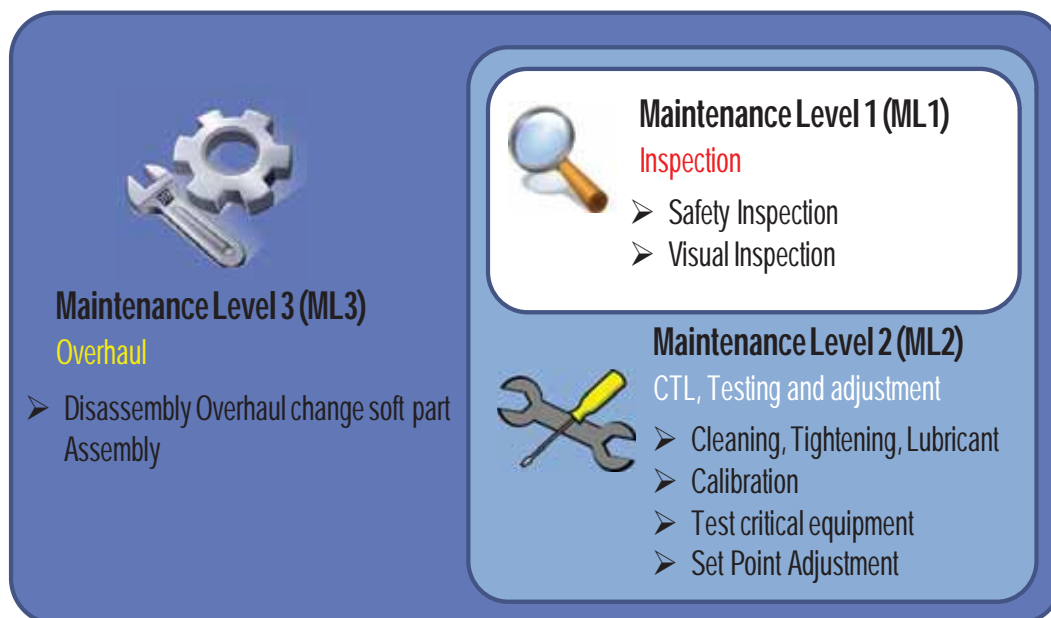 Maintenance Level 1 (ML1)
Inspection
➢ Safety Inspection
➢ Visual Inspection
Maintenance Level 3 (ML3)
Overhaul
➢ Disassembly Overhaul change soft part
Assembly
Maintenance Level 2 (ML2)
CTL, Testing and adjustment
➢ Cleaning, Tightening, Lubricant
➢ Calibration
➢ Test critical equipment
➢ Set Point Adjustment